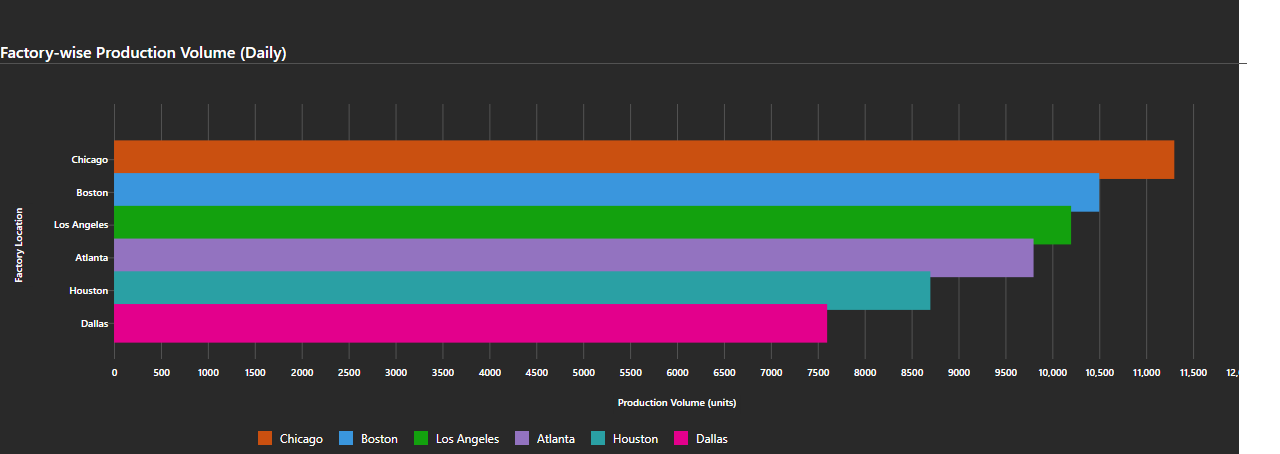 Factory-wise Production Volume (Daily)
Chicago
Boston
Los Angeles
Atlanta
Houston
Dallas
Factory Location
0 500 1000 1500 2000 2500 3000 3500 4000 4500 5000 5500 6000 6500 7000 7500 8000 8500 9000 9500 10,000 10,500 11,000 11,500
Production Volume (units)
Chicago Boston Los Angeles Atlanta Houston Dallas